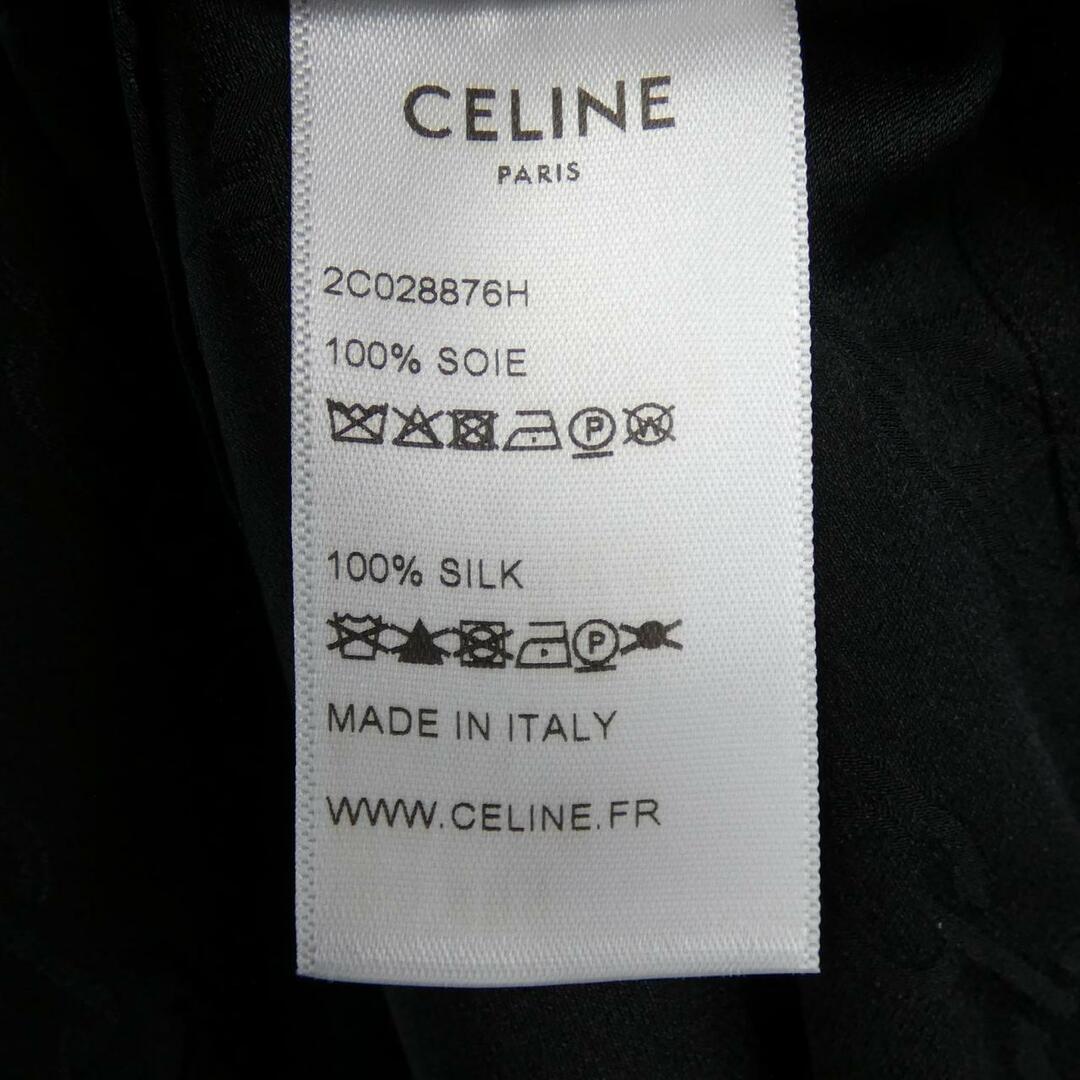 CELINE
PARIS
2C028876H
100% SOIE
P W
100% SILK
P
MADE IN ITALY
WWW.CELINE.FR